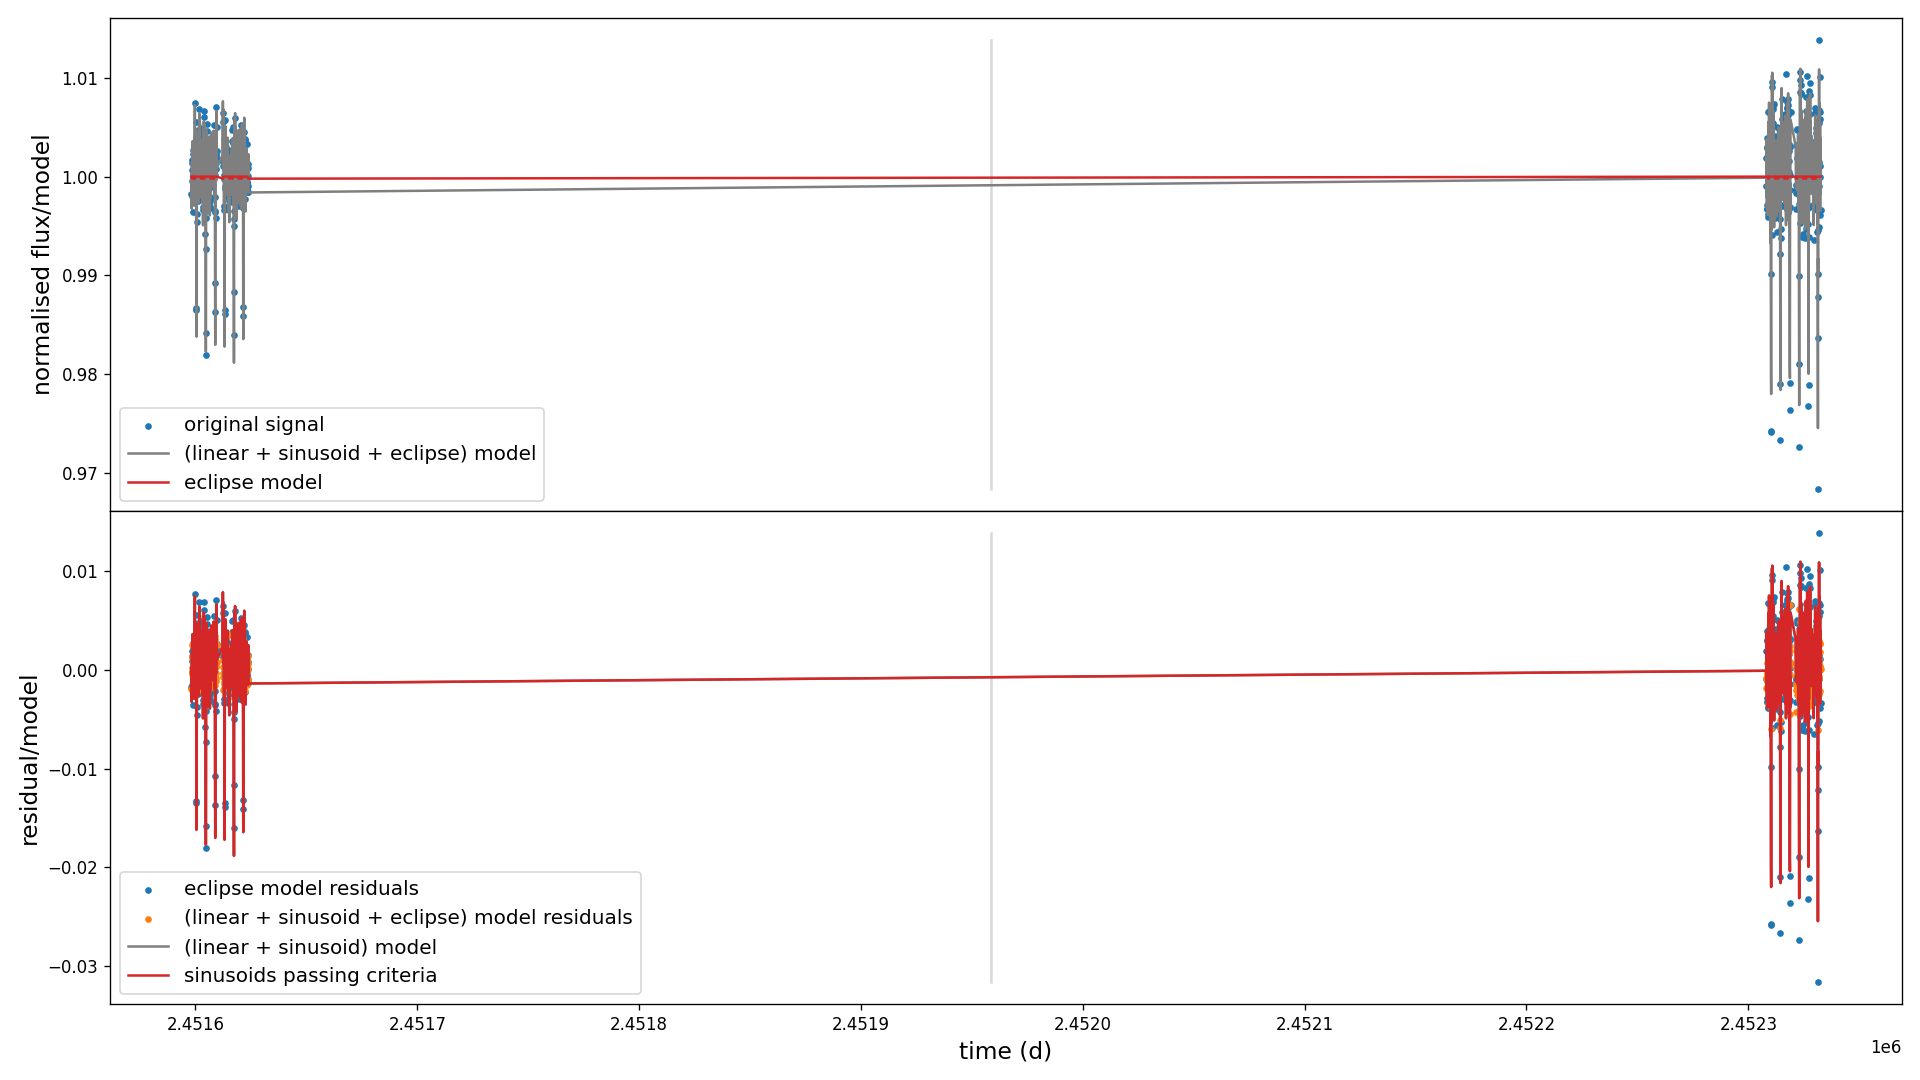 1.01
1.00
0.99
0.98
0.97
normalised flux/model
original signal
(linear + sinusoid + eclipse) model
eclipse model
0.01
0.00
−0.01
−0.02
−0.03
residual/model
eclipse model residuals
(linear + sinusoid + eclipse) model residuals
(linear + sinusoid) model
sinusoids passing criteria
2.4516 2.4517 2.4518 2.4519 2.4520 2.4521 2.4522 2.4523
1e6
time (d)